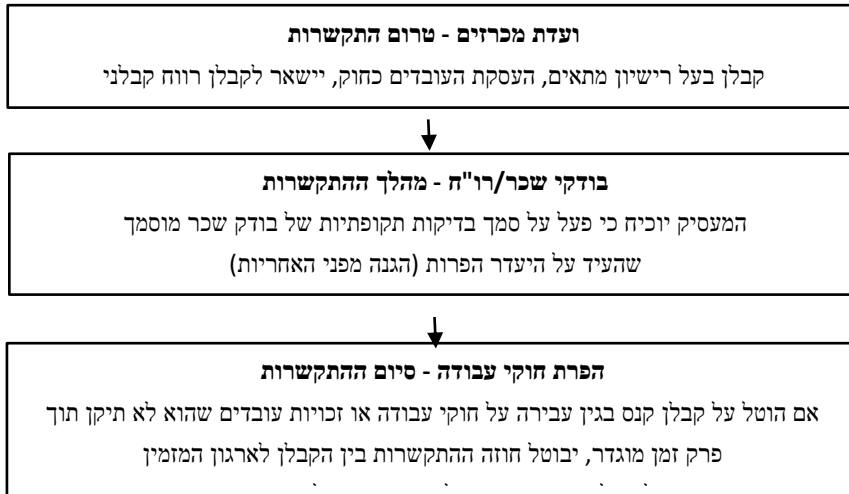 ועדת מכרזים - טרום התקשרות
קבלן בעל רישיון מתאים, העסקת העובדים כחוק, יישאר לקבלן רווח קבלני
בודקי שכר/רו"ח - מהלך ההתקשרות
המעסיק יוכיח כי פעל על סמך בדיקות תקופתיות של בודק שכר מוסמך
שהעיד על היעדר הפרות (הגנה מפני האחריות)
הפרת חוקי עבודה - סיום ההתקשרות
אם הוטל על קבלן קנס בגין עבירה על חוקי עבודה או זכויות עובדים שהוא לא תיקן תוך
פרק זמן מוגדר, יבוטל חוזה ההתקשרות בין הקבלן לארגון המזמין